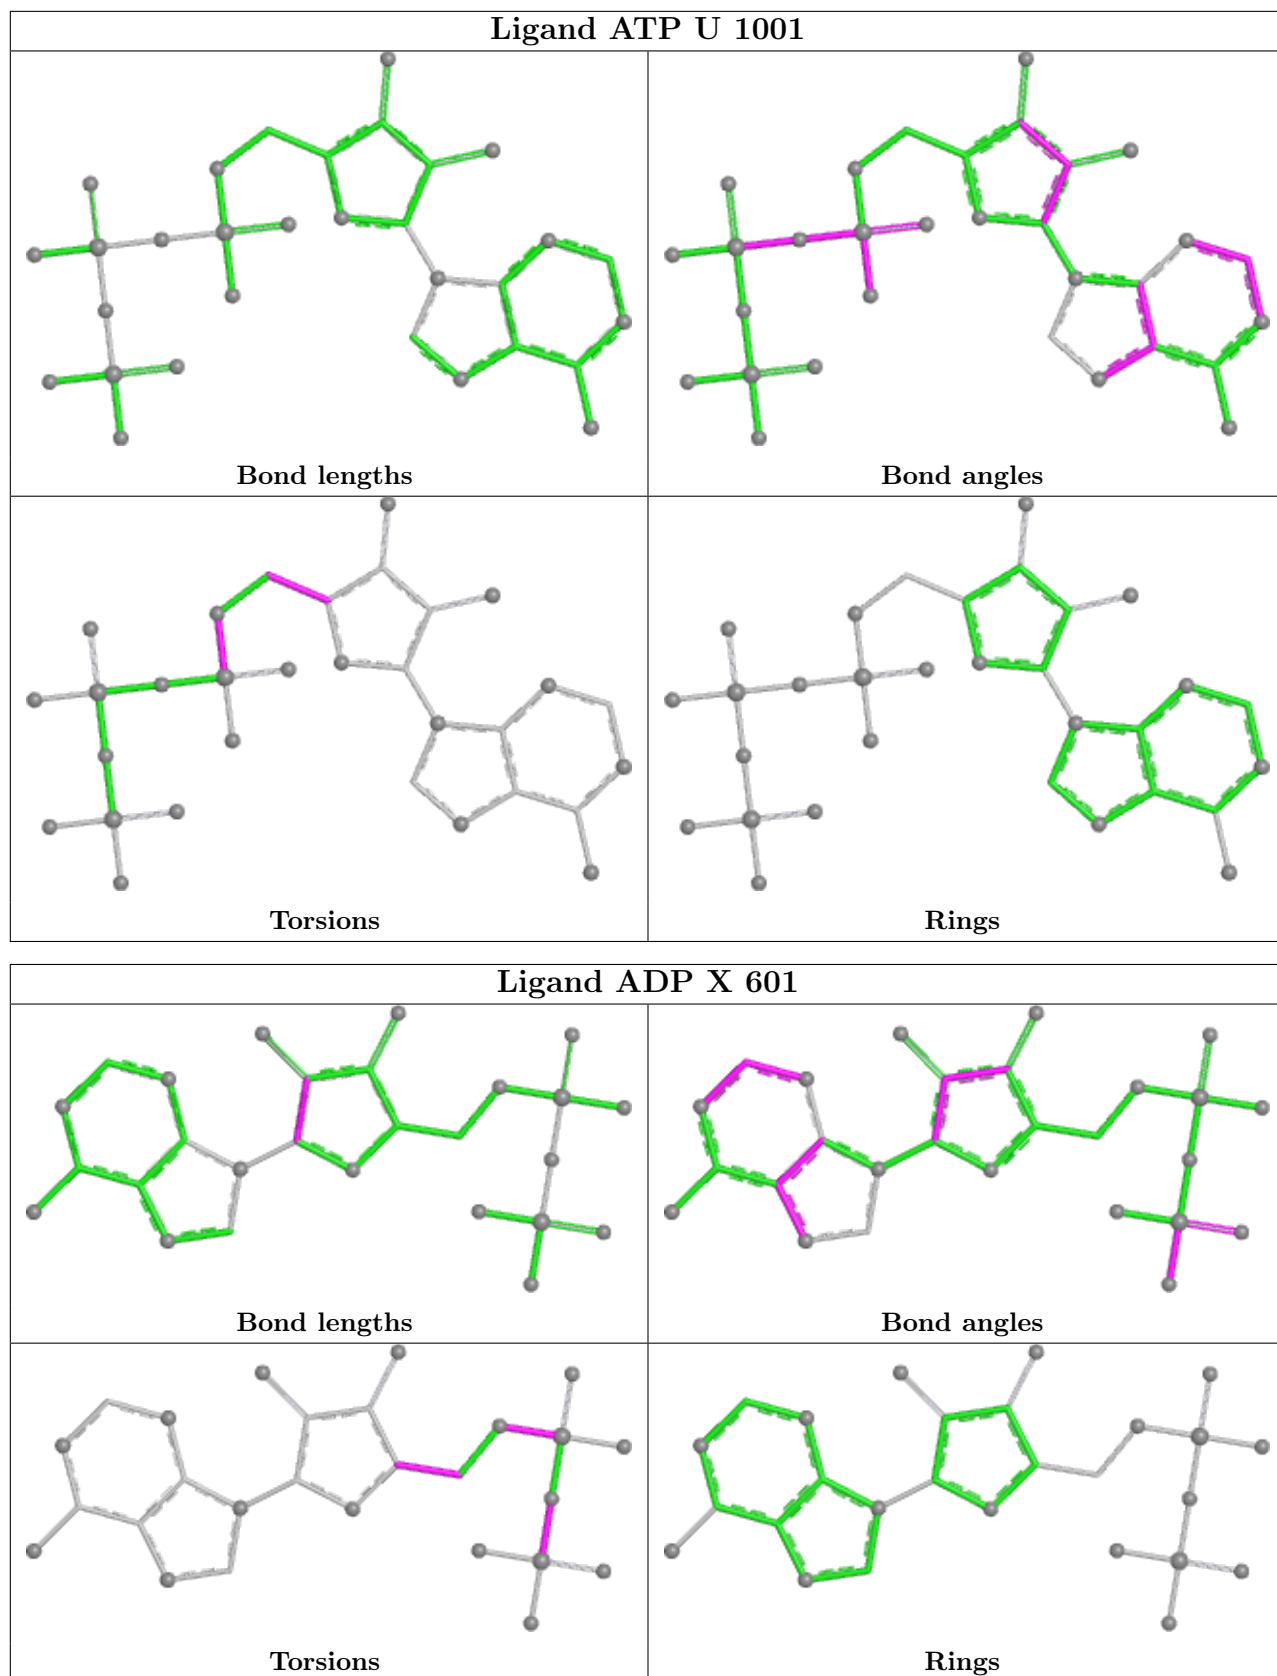 Ligand ATP U 1001
Bond lengths
Bond angles
Torsions
Rings
Ligand ADP X 601
Bond lengths
Bond angles
Torsions
Rings